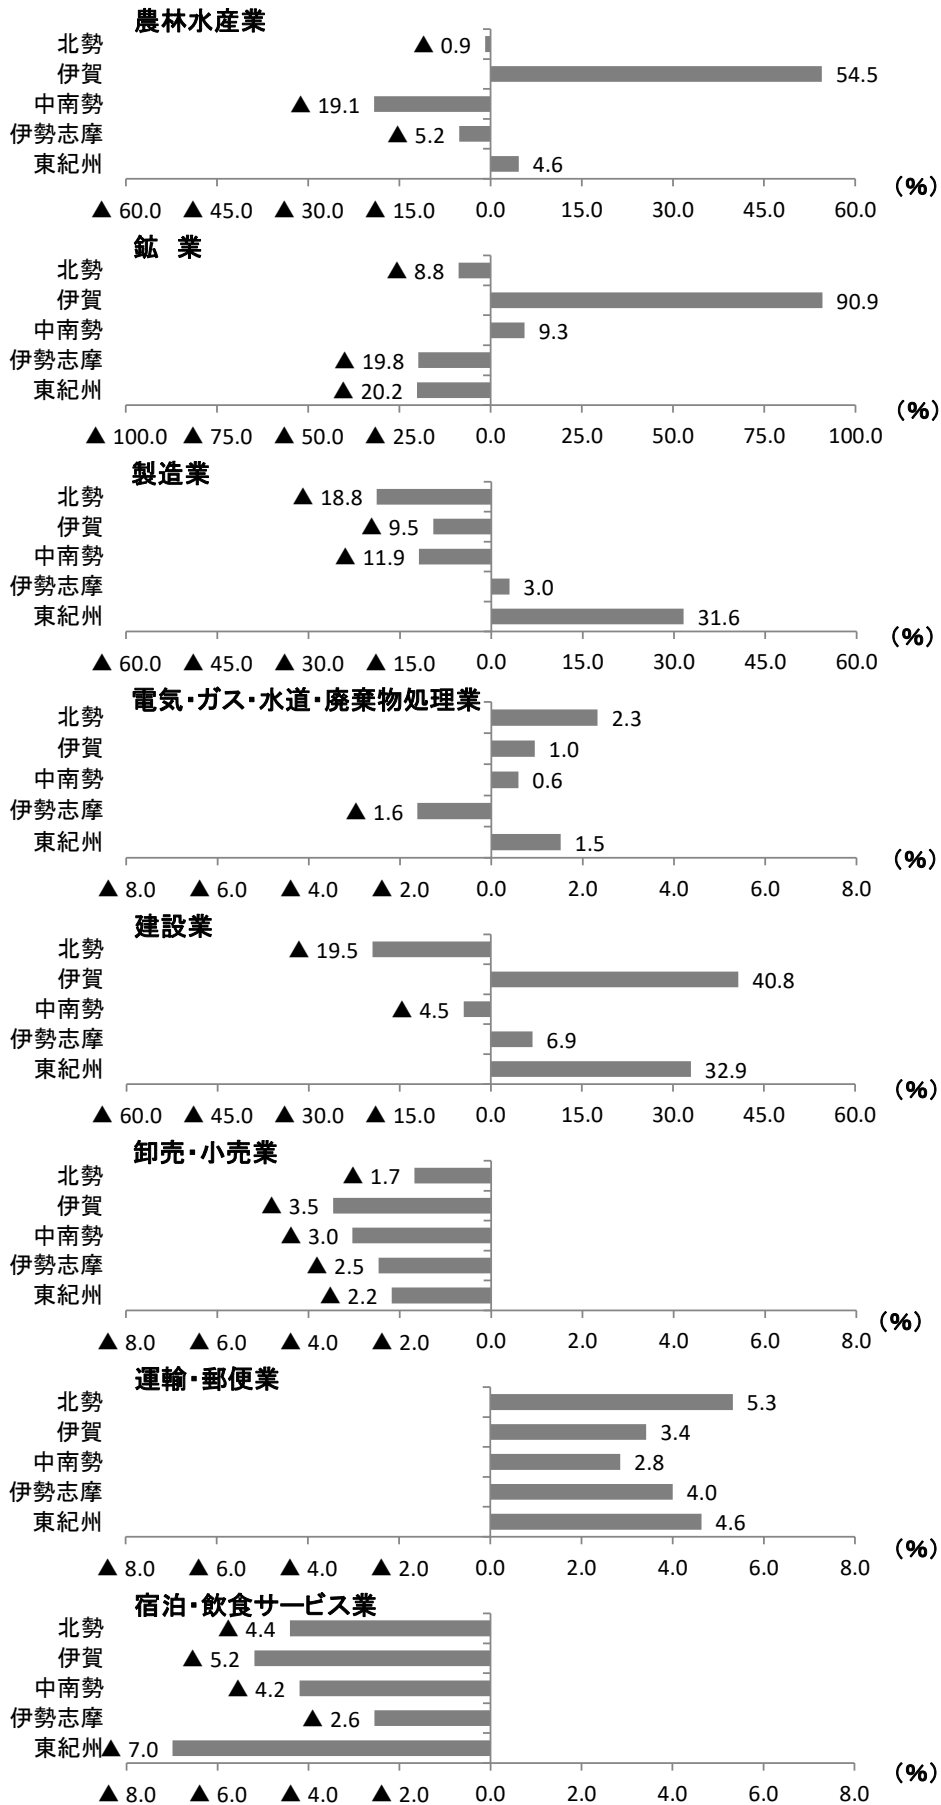 農林水産業
北勢 ▲ 0.9
伊賀 54.5
中南勢 ▲ 19.1
伊勢志摩 ▲ 5.2
東紀州 4.6
(%)
▲ 60.0 ▲ 45.0 ▲ 30.0 ▲ 15.0 0.0 15.0 30.0 45.0 60.0
鉱 業
北勢 ▲ 8.8
伊賀 90.9
中南勢 9.3
伊勢志摩 ▲ 19.8
東紀州 ▲ 20.2
(%)
▲ 100.0 ▲ 75.0 ▲ 50.0 ▲ 25.0 0.0 25.0 50.0 75.0 100.0
製造業
北勢 ▲ 18.8
伊賀 ▲ 9.5
中南勢 ▲ 11.9
伊勢志摩 3.0
東紀州 31.6
(%)
▲ 60.0 ▲ 45.0 ▲ 30.0 ▲ 15.0 0.0 15.0 30.0 45.0 60.0
電気・ガス・水道・廃棄物処理業
北勢 2.3
伊賀 1.0
中南勢 0.6
伊勢志摩 ▲ 1.6
東紀州 1.5
(%)
▲ 8.0 ▲ 6.0 ▲ 4.0 ▲ 2.0 0.0 2.0 4.0 6.0 8.0
建設業
北勢 ▲ 19.5
伊賀 40.8
中南勢 ▲ 4.5
伊勢志摩 6.9
東紀州 32.9
(%)
▲ 60.0 ▲ 45.0 ▲ 30.0 ▲ 15.0 0.0 15.0 30.0 45.0 60.0
卸売・小売業
北勢 ▲ 1.7
伊賀 ▲ 3.5
中南勢 ▲ 3.0
伊勢志摩 ▲ 2.5
東紀州 ▲ 2.2
(%)
▲ 8.0 ▲ 6.0 ▲ 4.0 ▲ 2.0 0.0 2.0 4.0 6.0 8.0
運輸・郵便業
北勢 5.3
伊賀 3.4
中南勢 2.8
伊勢志摩 4.0
東紀州 4.6
(%)
▲ 8.0 ▲ 6.0 ▲ 4.0 ▲ 2.0 0.0 2.0 4.0 6.0 8.0
宿泊・飲食サービス業
北勢 ▲ 4.4
伊賀 ▲ 5.2
中南勢 ▲ 4.2
伊勢志摩 ▲ 2.6
東紀州 ▲ 7.0
(%)
▲ 8.0 ▲ 6.0 ▲ 4.0 ▲ 2.0 0.0 2.0 4.0 6.0 8.0